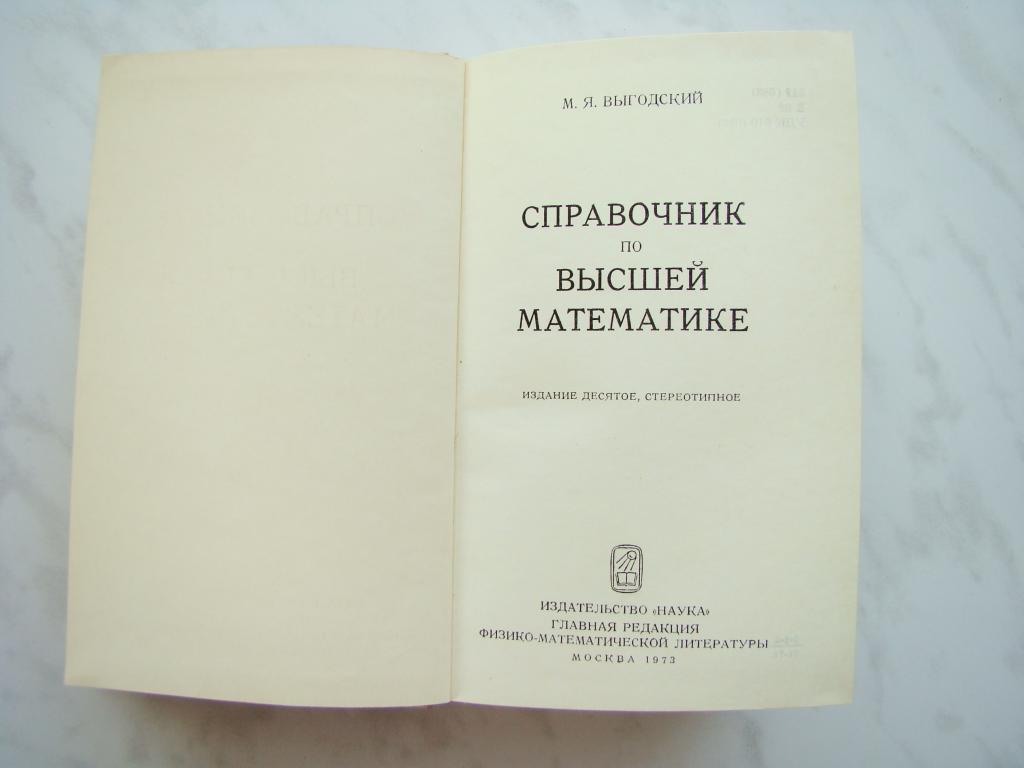 М. Я. ВЫГОДСКИЙ
СПРАВОЧНИК
ПО
ВЫСШЕЙ
МАТЕМАТИКЕ
ИЗДАНИЕ ДЕСЯТОЕ, СТЕРЕОТИПНОЕ
ИЗДАТЕЛЬСТВО «НАУКА»
ГЛАВНАЯ РЕДАКЦИЯ
ФИЗИКО-МАТЕМАТИЧЕСКОЙ ЛИТЕРАТУРЫ
МОСКВА 1973